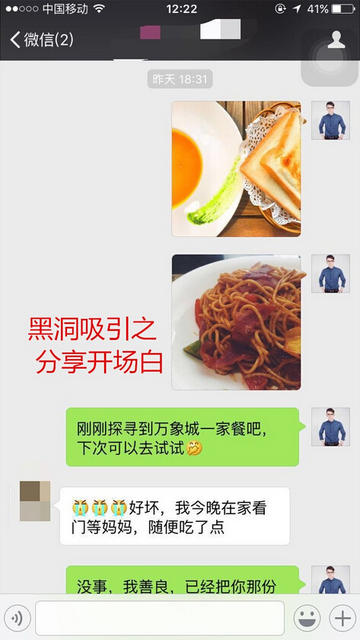 中国移动 12:22 41%
微信(2)
昨天 18:31
黑洞吸引之
分享开场白
刚刚探寻到万象城一家餐吧，
下次可以去试试
好坏，我今晚在家看
门等妈妈，随便吃了点
没事，我善良，已经把你那份